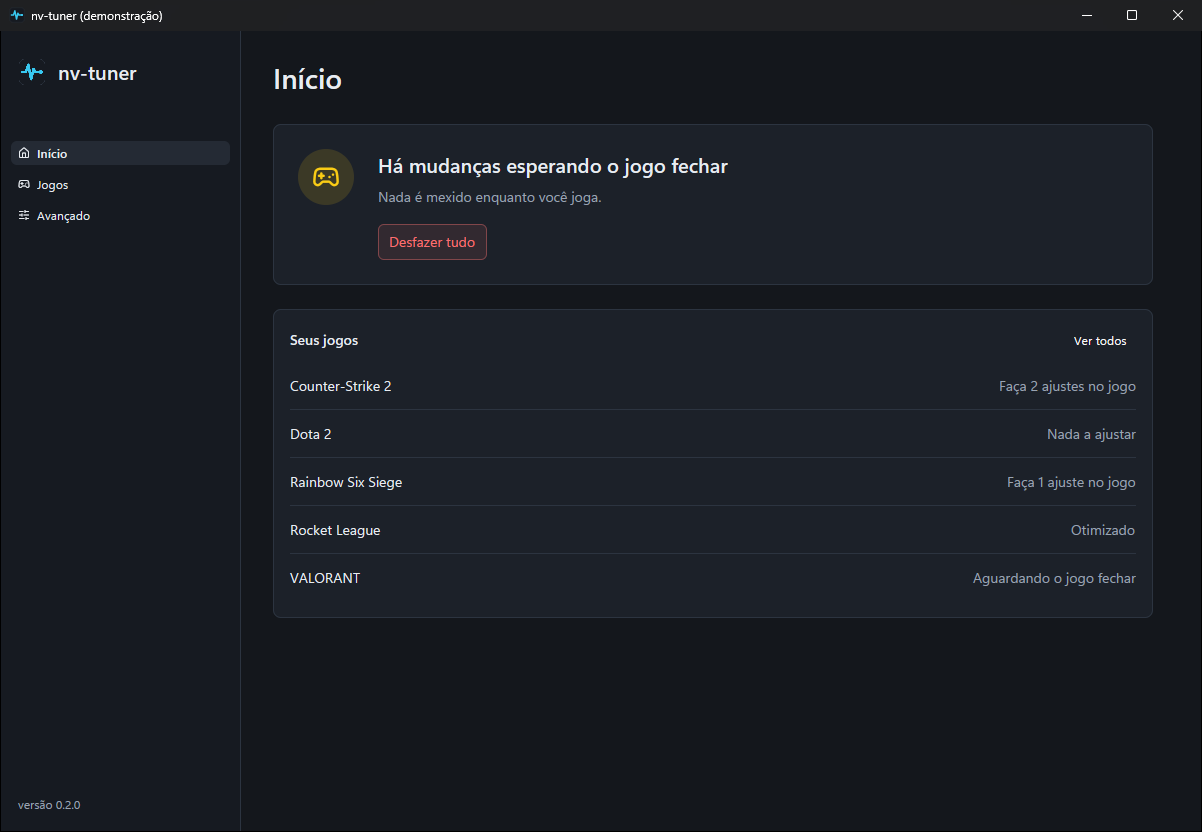 nv-tuner (demonstração)
nv-tuner
Início
Jogos
Avançado
versão 0.2.0
Início
Há mudanças esperando o jogo fechar
Nada é mexido enquanto você joga.
Desfazer tudo
Seus jogos
Ver todos
Counter-Strike 2
Faça 2 ajustes no jogo
Dota 2
Nada a ajustar
Rainbow Six Siege
Faça 1 ajuste no jogo
Rocket League
Otimizado
VALORANT
Aguardando o jogo fechar